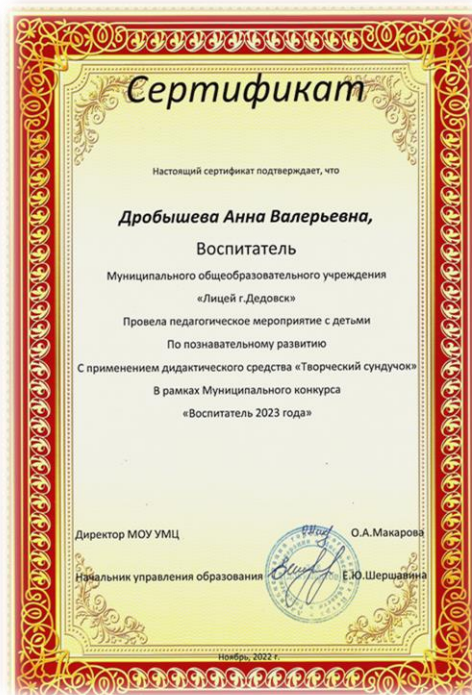 Сертификат
Настоящий сертификат подтверждает, что
Дробышева Анна Валерьевна,
Воспитатель
Муниципального общеобразовательного учреждения
«Лицей г.Дедовск»
Провела педагогическое мероприятие с детьми
По познавательному развитию
С применением дидактического средства «Творческий сундучок»
В рамках Муниципального конкурса
«Воспитатель 2023 года»
Директор МОУ УМЦ О.А.Макарова
Начальник управления образования Е.Ю.Шершавина
Ноябрь, 2022 г.